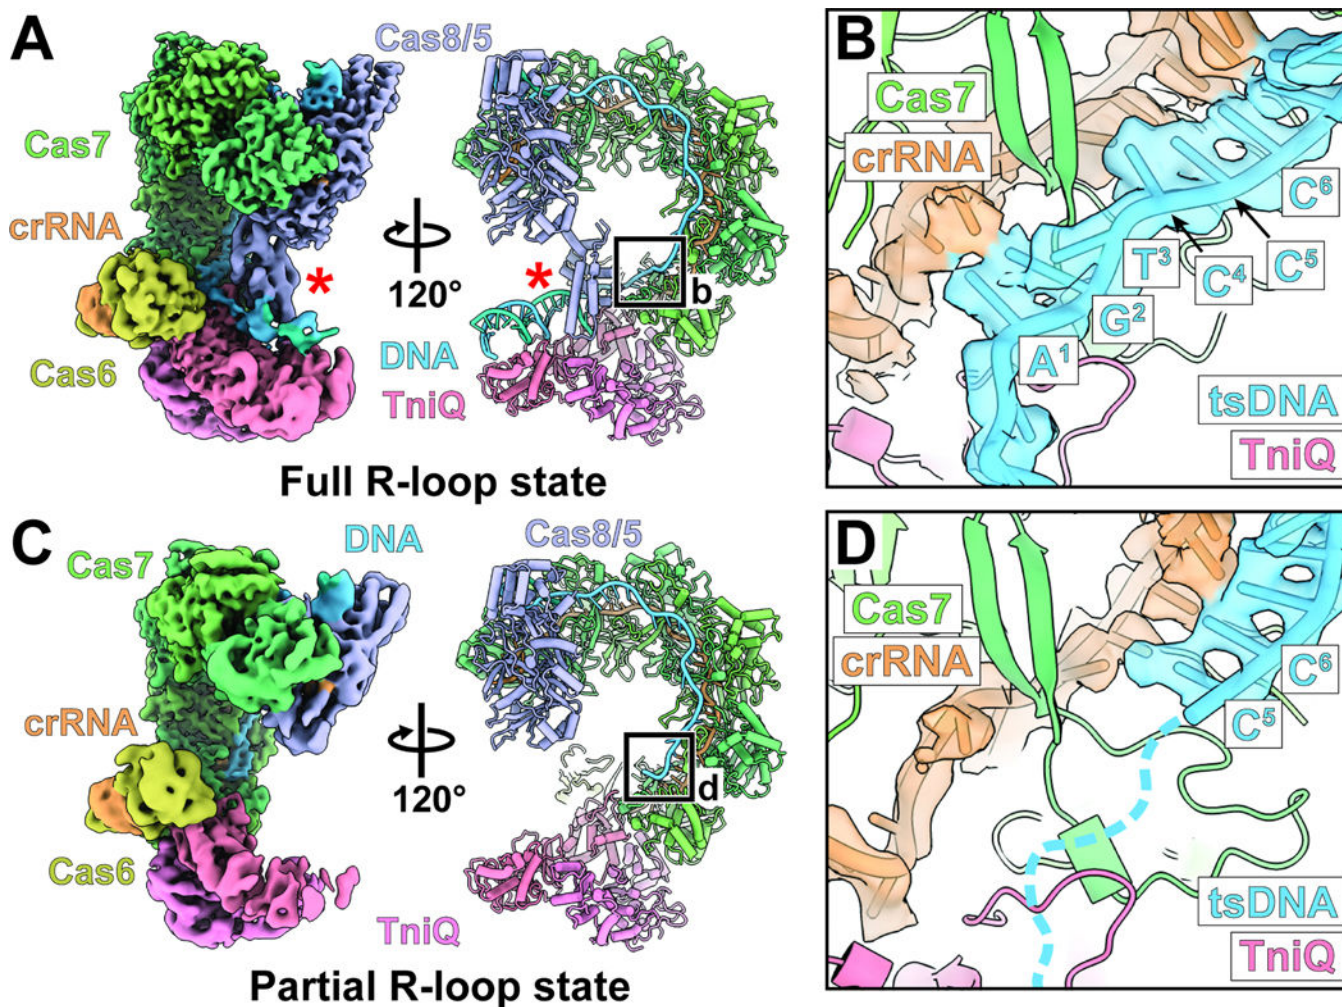 A
Cas8/5
Cas7
crRNA
*
*
120°
b
DNA
Cas6
TniQ
Full R-loop state
B
Cas7
crRNA
C⁶
T³
C⁴
C⁵
G²
A¹
tsDNA
TniQ
C
DNA
Cas8/5
Cas7
crRNA
120°
d
Cas6
TniQ
Partial R-loop state
D
Cas7
crRNA
C⁶
C⁵
tsDNA
TniQ